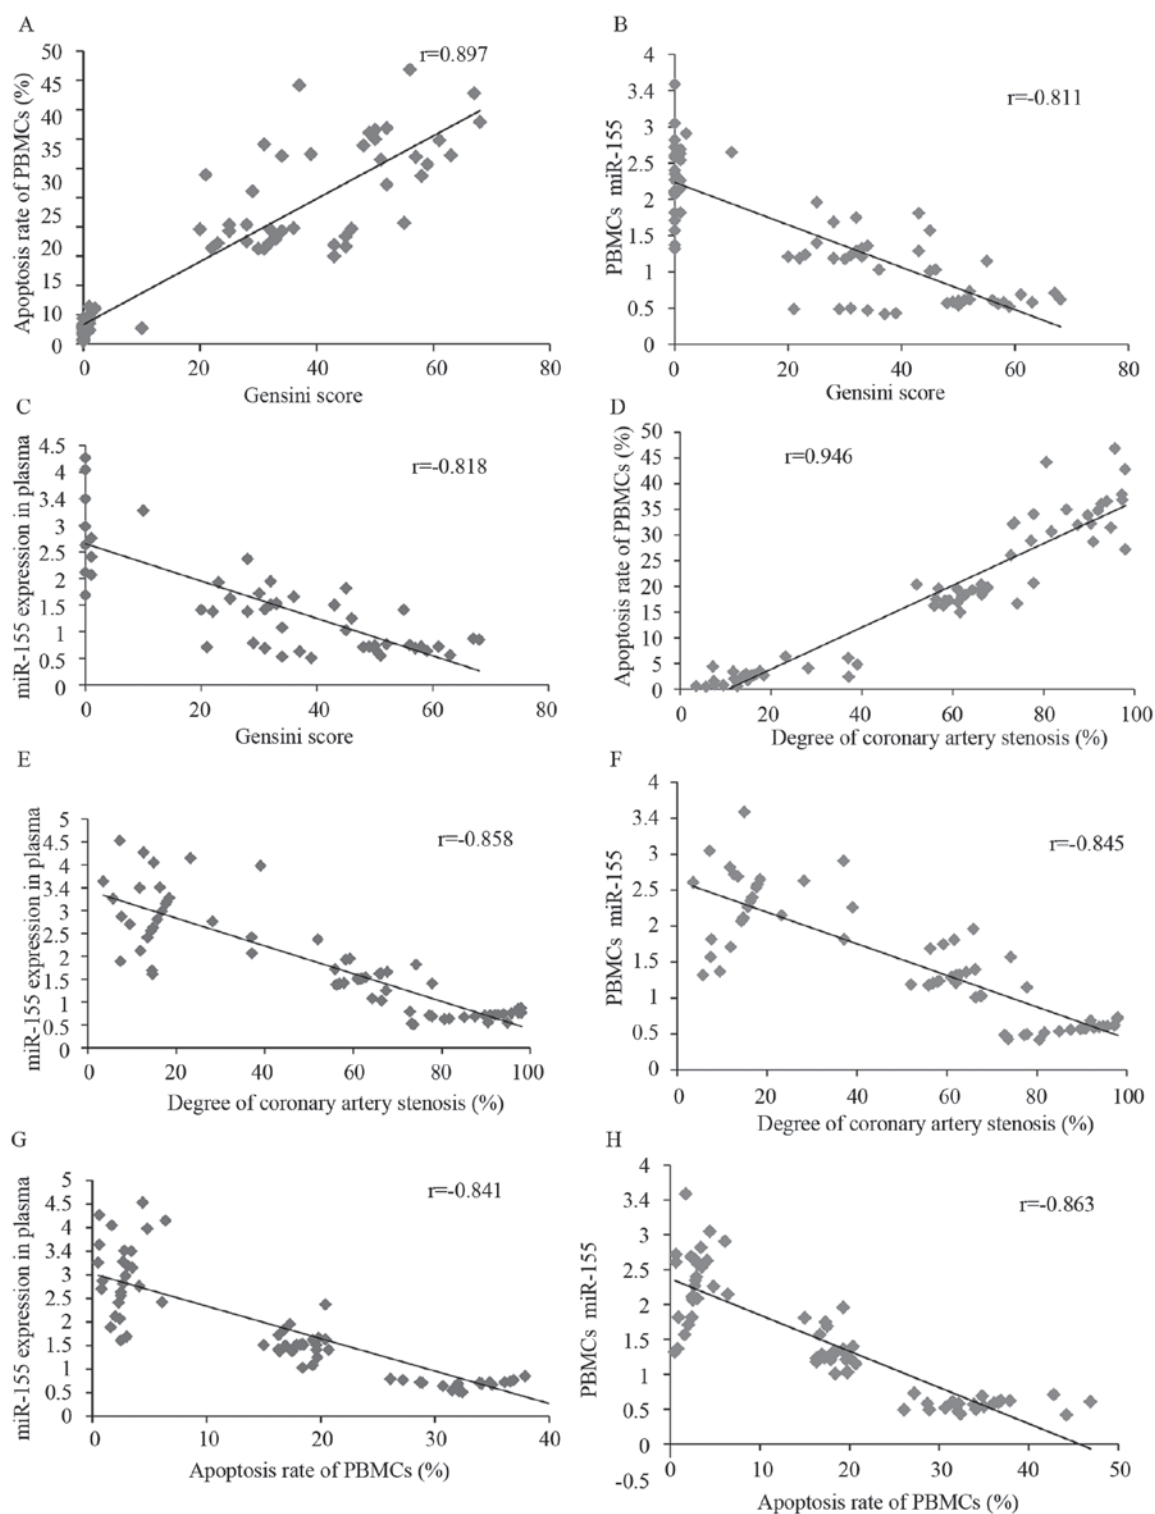 A
Apoptosis rate of PBMCs (%)
50
45
40
35
30
25
20
15
10
0
r=0.897
0 20 40 60 80
Gensini score
B
PBMCs miR-155
4
3.4
3
2.5
2
1.5
1
0.5
0
r=-0.811
0 20 40 60 80
Gensini score
C
miR-155 expression in plasma
4.5
4
3.4
3
2.5
2
1.5
1
0.5
0
r=-0.818
0 20 40 60 80
Gensini score
D
Apoptosis rate of PBMCs (%)
50
45
40
35
30
25
20
15
10
5
0
r=0.946
0 20 40 60 80 100
Degree of coronary artery stenosis (%)
E
miR-155 expression in plasma
5
4.5
4
3.4
3
2.5
2
1.5
1
0.5
0
r=-0.858
0 20 40 60 80 100
Degree of coronary artery stenosis (%)
F
PBMCs miR-155
4
3.4
3
2.5
2
1.5
1
0.5
0
r=-0.845
0 20 40 60 80 100
Degree of coronary artery stenosis (%)
G
miR-155 expression in plasma
5
4.5
4
3.4
3
2.5
2
1.5
1
0.5
0
r=-0.841
0 10 20 30 40
Apoptosis rate of PBMCs (%)
H
PBMCs miR-155
4
3.4
3
2.5
2
1.5
1
0.5
0
-0.5
r=-0.863
0 10 20 30 40 50
Apoptosis rate of PBMCs (%)